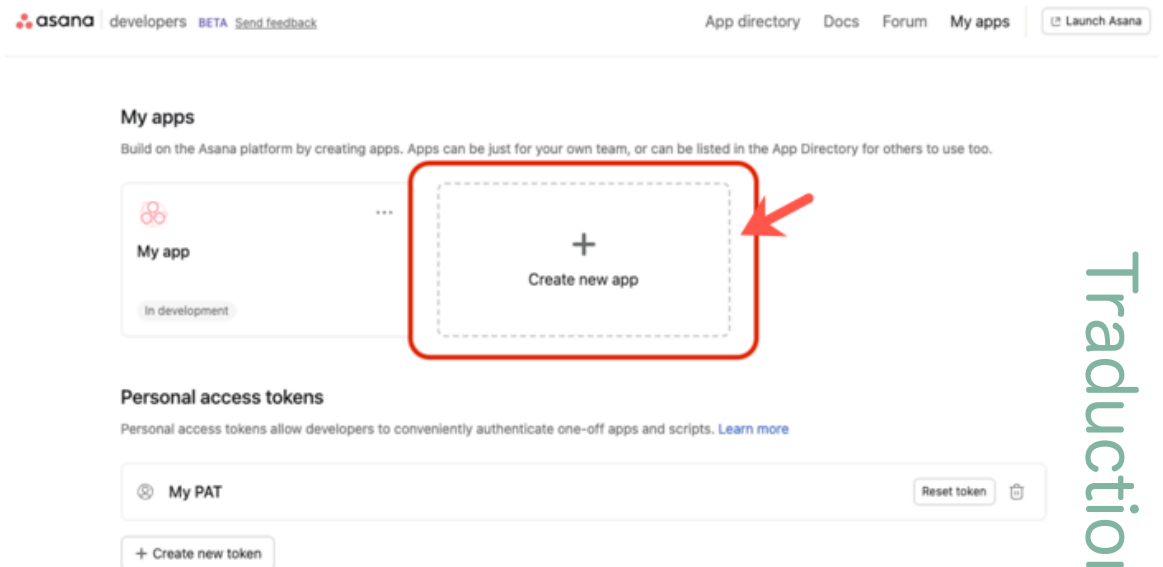 asana developers BETA Send feedback
App directory Docs Forum My apps Launch Asana
My apps
Build on the Asana platform by creating apps. Apps can be just for your own team, or can be listed in the App Directory for others to use too.
My app
In development
Create new app
Personal access tokens
Personal access tokens allow developers to conveniently authenticate one-off apps and scripts. Learn more
My PAT
Reset token
+ Create new token
Traduction